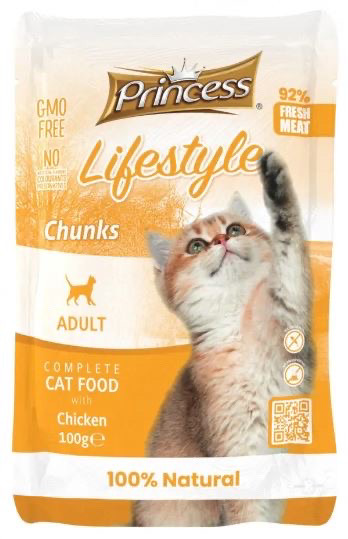 Princess
®
GMO
FREE
92%
FRESH
MEAT
NO
Lifestyle
Chunks
ADULT
COMPLETE
CAT FOOD
with
Chicken
100g℮
100% Natural